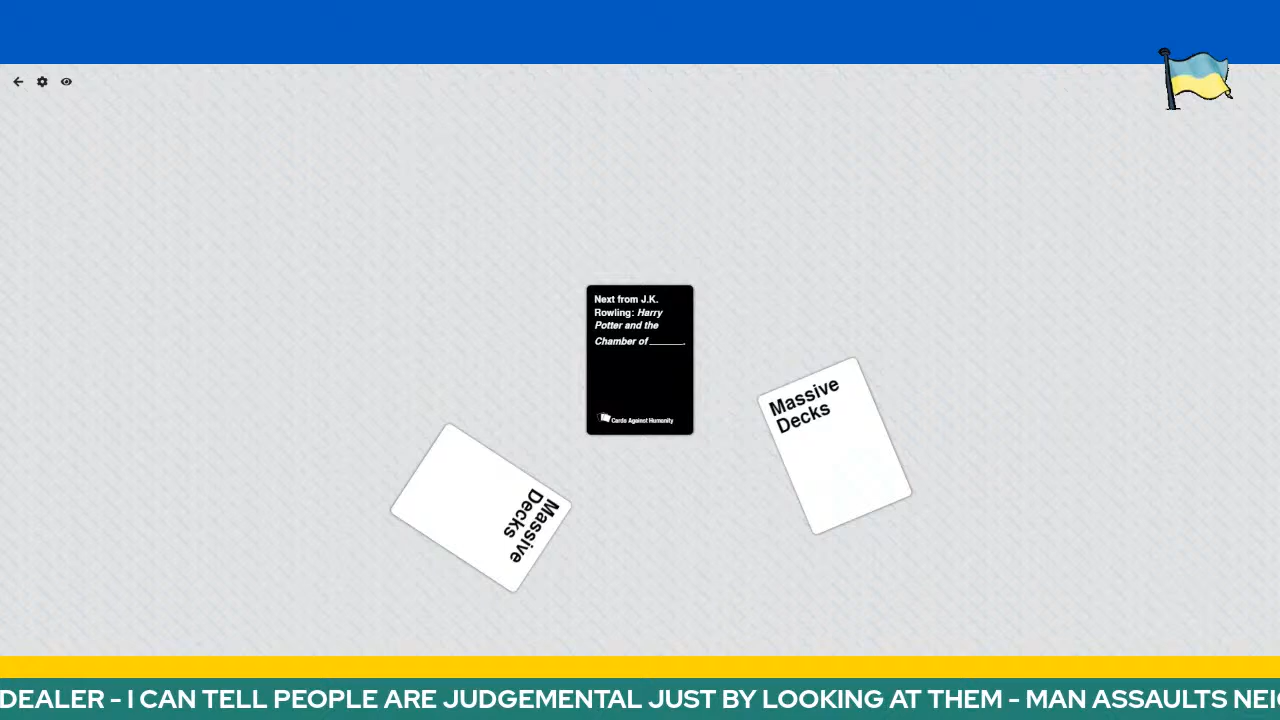 Next from J.K.
Rowling: Harry
Potter and the
Chamber of ______.
Cards Against Humanity
Massive
Decks
Massive
Decks
DEALER - I CAN TELL PEOPLE ARE JUDGEMENTAL JUST BY LOOKING AT THEM - MAN ASSAULTS